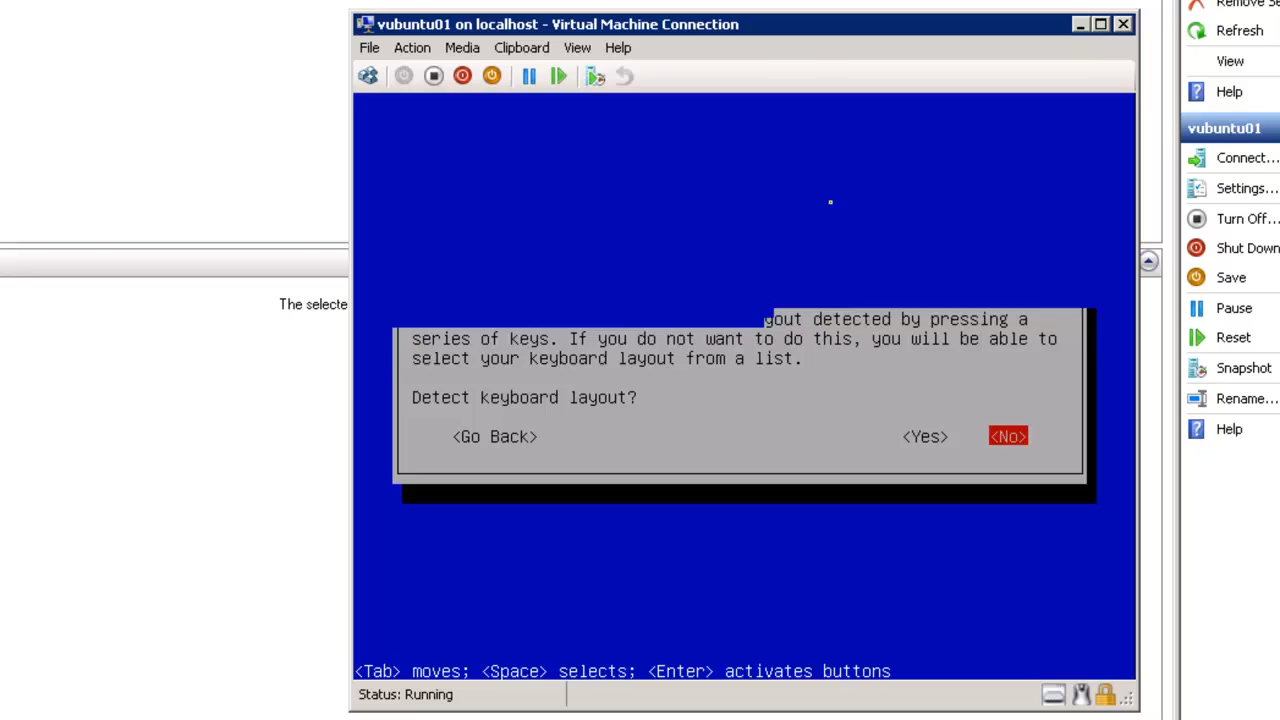 vubuntu01 on localhost - Virtual Machine Connection
File Action Media Clipboard View Help
The selecte
yout detected by pressing a
series of keys. If you do not want to do this, you will be able to
select your keyboard layout from a list.
Detect keyboard layout?
<Go Back> <Yes> <No>
<Tab> moves; <Space> selects; <Enter> activates buttons
Status: Running
Remove Se
Refresh
View
Help
vubuntu01
Connect...
Settings...
Turn Off...
Shut Down
Save
Pause
Reset
Snapshot
Rename...
Help